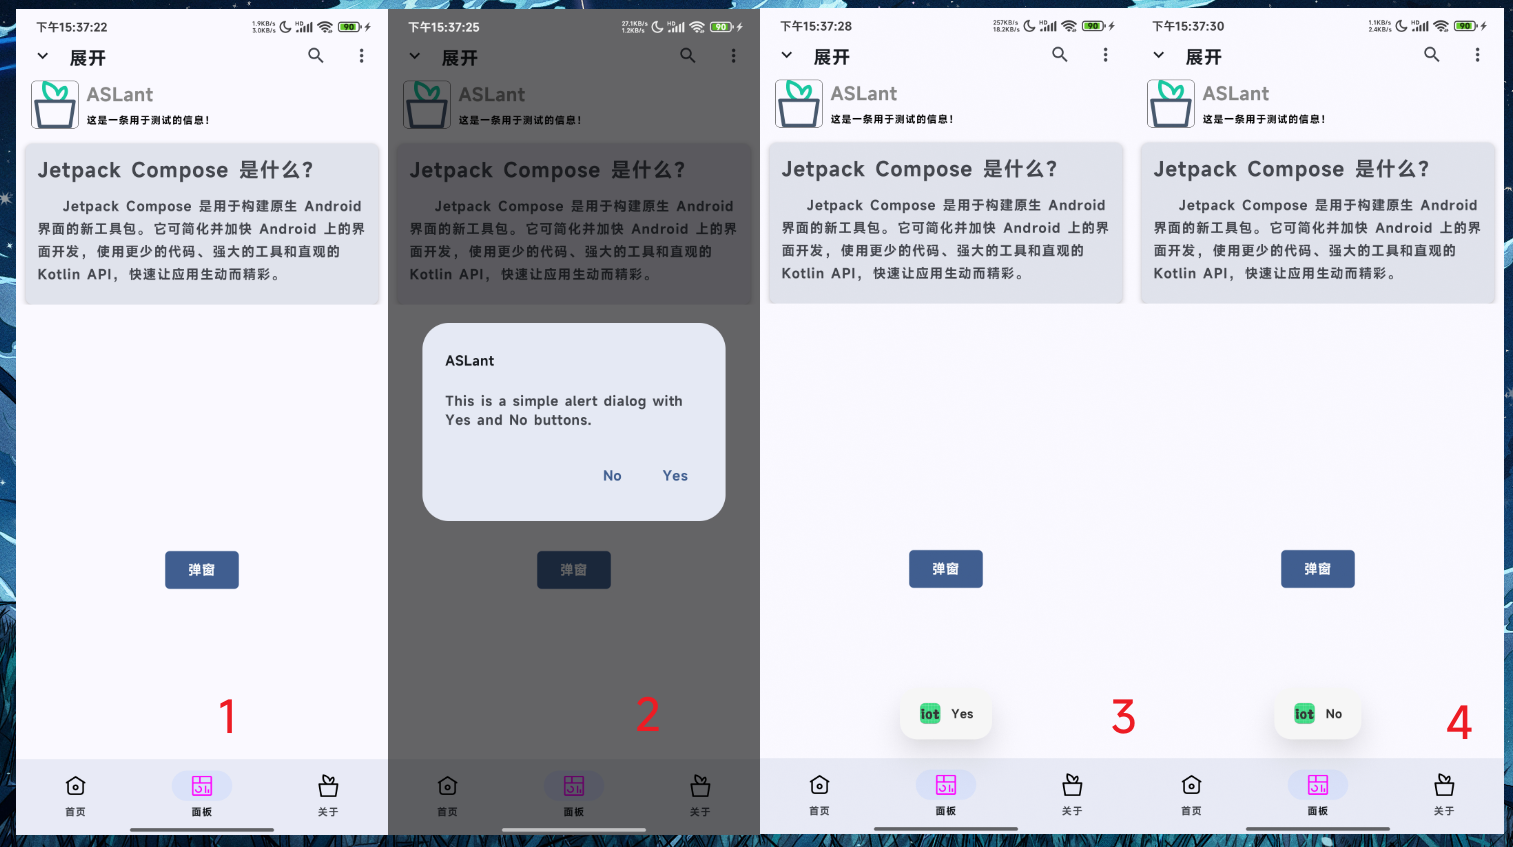 下午15:37:22
1.9KB/s
3.0KB/s
HD
90
展开
ASLant
这是一条用于测试的信息!
Jetpack Compose 是什么?
Jetpack Compose 是用于构建原生 Android
界面的新工具包。它可简化并加快 Android 上的界
面开发，使用更少的代码、强大的工具和直观的
Kotlin API，快速让应用生动而精彩。
弹窗
1
首页
面板
关于
下午15:37:25
27.1KB/s
1.2KB/s
HD
90
展开
ASLant
这是一条用于测试的信息!
Jetpack Compose 是什么?
Jetpack Compose 是用于构建原生 Android
界面的新工具包。它可简化并加快 Android 上的界
面开发，使用更少的代码、强大的工具和直观的
Kotlin API，快速让应用生动而精彩。
ASLant
This is a simple alert dialog with
Yes and No buttons.
No Yes
弹窗
2
首页
面板
关于
下午15:37:28
257KB/s
18.2KB/s
HD
90
展开
ASLant
这是一条用于测试的信息!
Jetpack Compose 是什么?
Jetpack Compose 是用于构建原生 Android
界面的新工具包。它可简化并加快 Android 上的界
面开发，使用更少的代码、强大的工具和直观的
Kotlin API，快速让应用生动而精彩。
弹窗
iot Yes
3
首页
面板
关于
下午15:37:30
1.1KB/s
2.4KB/s
HD
90
展开
ASLant
这是一条用于测试的信息!
Jetpack Compose 是什么?
Jetpack Compose 是用于构建原生 Android
界面的新工具包。它可简化并加快 Android 上的界
面开发，使用更少的代码、强大的工具和直观的
Kotlin API，快速让应用生动而精彩。
弹窗
iot No
4
首页
面板
关于